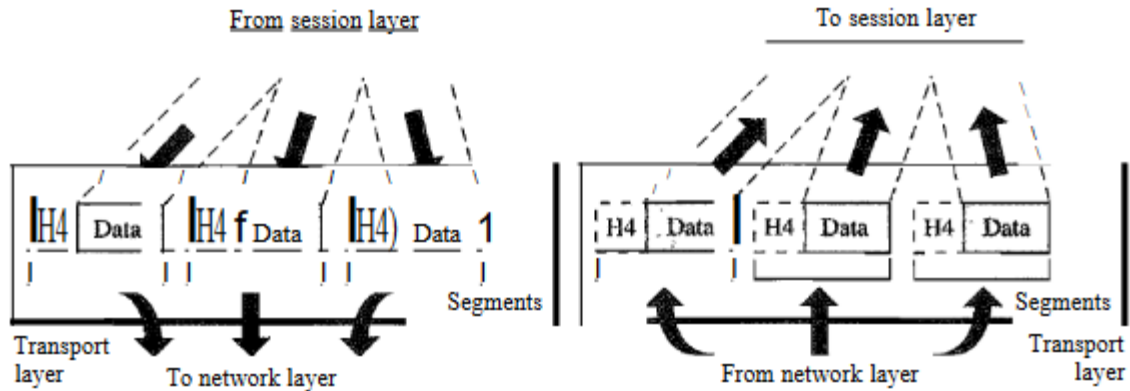 From session layer
To session layer
H4 Data H4 f Data H4) Data 1
H4 Data H4 Data H4 Data
Segments
Segments
Transport
layer
To network layer
From network layer
Transport
layer